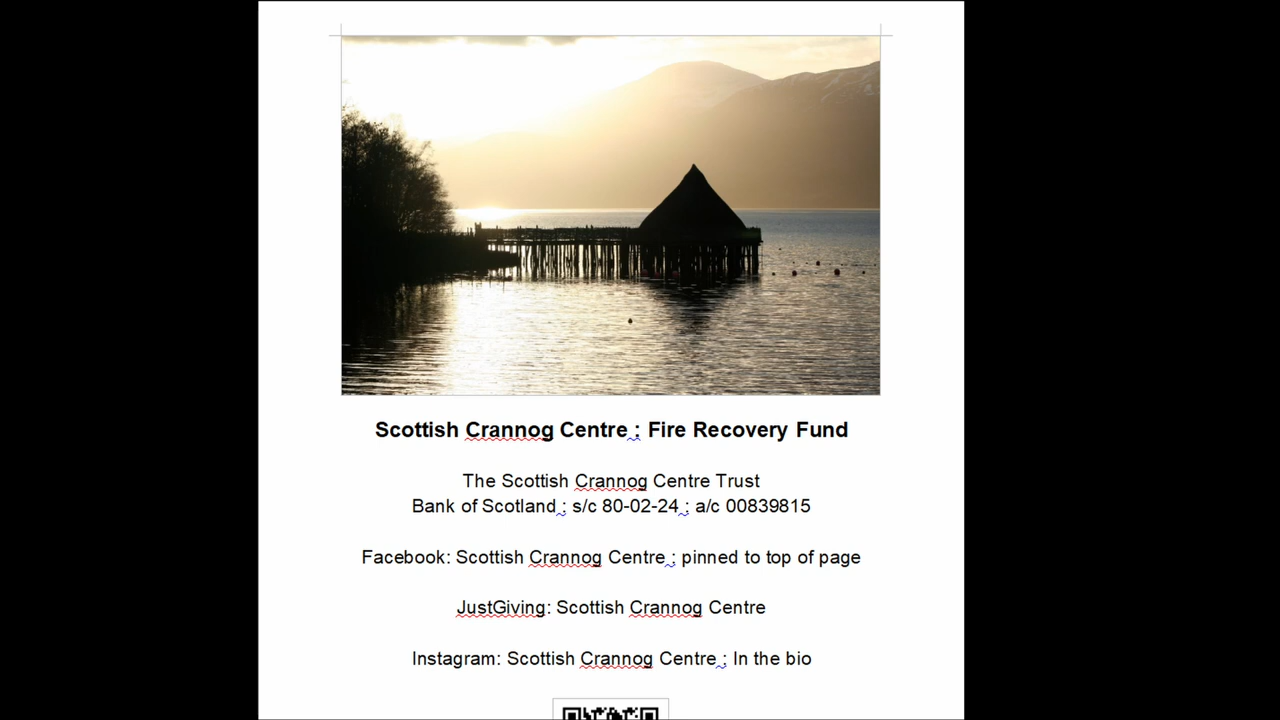 Scottish Crannog Centre : Fire Recovery Fund
The Scottish Crannog Centre Trust
Bank of Scotland : s/c 80-02-24 : a/c 00839815
Facebook: Scottish Crannog Centre : pinned to top of page
JustGiving: Scottish Crannog Centre
Instagram: Scottish Crannog Centre : In the bio